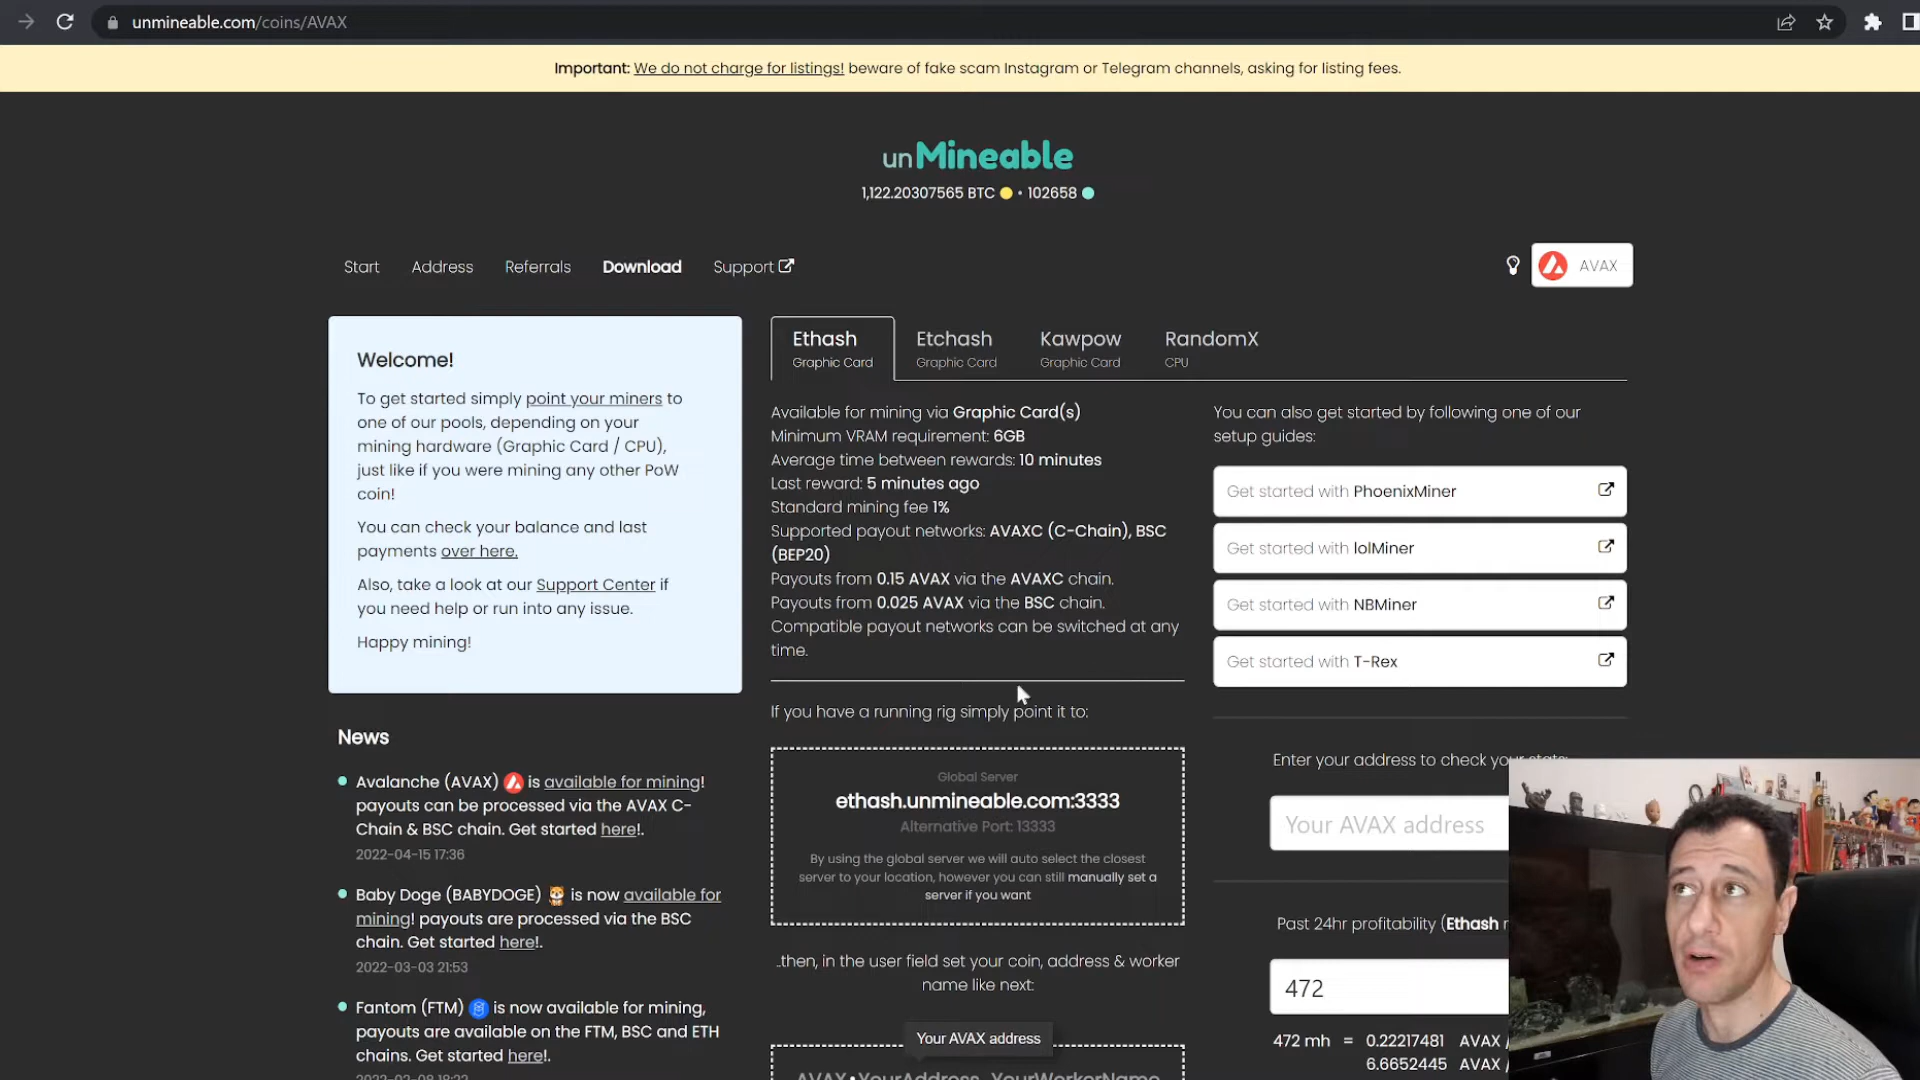 unmineable.com/coins/AVAX
Important: We do not charge for listings! beware of fake scam Instagram or Telegram channels, asking for listing fees.
unMineable
1,122.20307565 BTC • 102658
Start Address Referrals Download Support
AVAX
Welcome!
To get started simply point your miners to
one of our pools, depending on your
mining hardware (Graphic Card / CPU),
just like if you were mining any other PoW
coin!
You can check your balance and last
payments over here.
Also, take a look at our Support Center if
you need help or run into any issue.
Happy mining!
News
Avalanche (AVAX) is available for mining!
payouts can be processed via the AVAX C-
Chain & BSC chain. Get started here!.
2022-04-15 17:36
Baby Doge (BABYDOGE) is now available for
mining! payouts are processed via the BSC
chain. Get started here!.
2022-03-03 21:53
Fantom (FTM) is now available for mining,
payouts are available on the FTM, BSC and ETH
chains. Get started here!.
Ethash Etchash Kawpow RandomX
Graphic Card Graphic Card Graphic Card CPU
Available for mining via Graphic Card(s)
Minimum VRAM requirement: 6GB
Average time between rewards: 10 minutes
Last reward: 5 minutes ago
Standard mining fee 1%
Supported payout networks: AVAXC (C-Chain), BSC
(BEP20)
Payouts from 0.15 AVAX via the AVAXC chain.
Payouts from 0.025 AVAX via the BSC chain.
Compatible payout networks can be switched at any
time.
If you have a running rig simply point it to:
Global Server
ethash.unmineable.com:3333
Alternative Port: 13333
By using the global server we will auto select the closest
server to your location, however you can still manually set a
server if you want
..then, in the user field set your coin, address & worker
name like next:
Your AVAX address
AVAX:YourAddress.YourWorkerName
You can also get started by following one of our
setup guides:
Get started with PhoenixMiner
Get started with lolMiner
Get started with NBMiner
Get started with T-Rex
Enter your address to check your stats:
Your AVAX address
Past 24hr profitability (Ethash
472
472 mh = 0.22217481 AVAX /
6.6652445 AVAX /